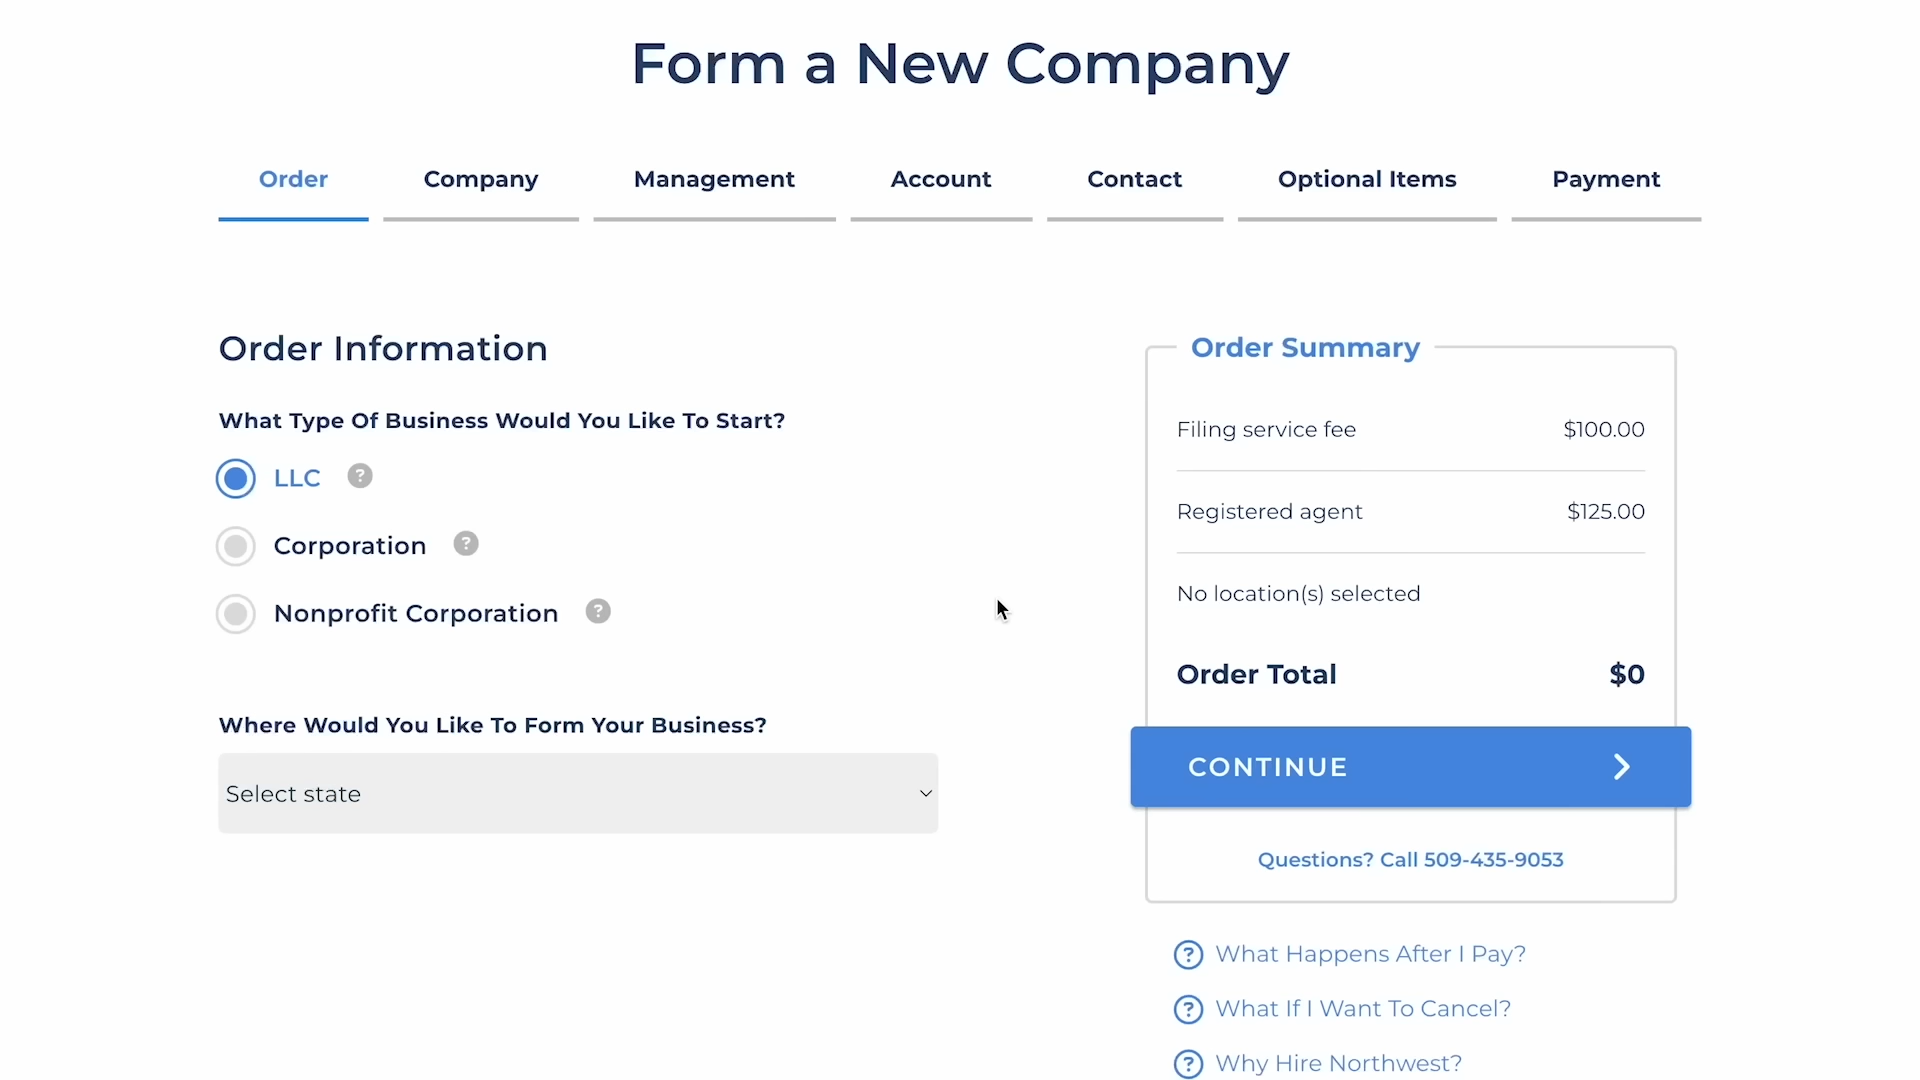 Form a New Company
Order Company Management Account Contact Optional Items Payment
Order Information
What Type Of Business Would You Like To Start?
LLC ?
Corporation ?
Nonprofit Corporation ?
Where Would You Like To Form Your Business?
Select state
Order Summary
Filing service fee $100.00
Registered agent $125.00
No location(s) selected
Order Total $0
CONTINUE
Questions? Call 509-435-9053
? What Happens After I Pay?
? What If I Want To Cancel?
? Why Hire Northwest?